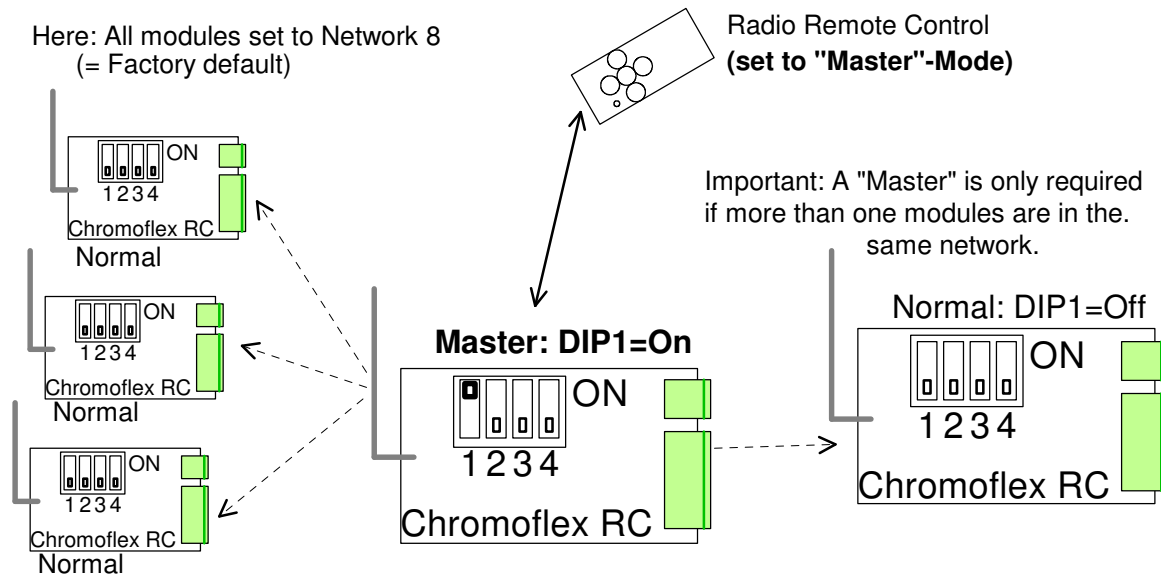 Here: All modules set to Network 8
(= Factory default)
Radio Remote Control
(set to "Master"-Mode)
ON
1234
Chromoflex RC
Normal
ON
1234
Chromoflex RC
Normal
ON
1234
Chromoflex RC
Normal
Master: DIP1=On
ON
1234
Chromoflex RC
Important: A "Master" is only required
if more than one modules are in the.
same network.
Normal: DIP1=Off
ON
1234
Chromoflex RC